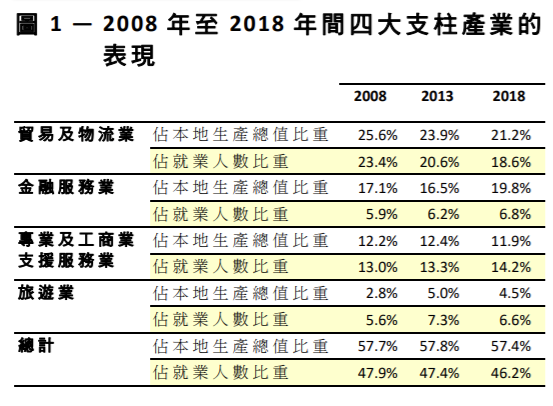 圖 1 — 2008 年至 2018 年間四大支柱產業的
表現
2008 2013 2018
貿易及物流業 佔本地生產總值比重 25.6% 23.9% 21.2%
佔就業人數比重 23.4% 20.6% 18.6%
金融服務業 佔本地生產總值比重 17.1% 16.5% 19.8%
佔就業人數比重 5.9% 6.2% 6.8%
專業及工商業 佔本地生產總值比重 12.2% 12.4% 11.9%
支援服務業 佔就業人數比重 13.0% 13.3% 14.2%
旅遊業 佔本地生產總值比重 2.8% 5.0% 4.5%
佔就業人數比重 5.6% 7.3% 6.6%
總計 佔本地生產總值比重 57.7% 57.8% 57.4%
佔就業人數比重 47.9% 47.4% 46.2%